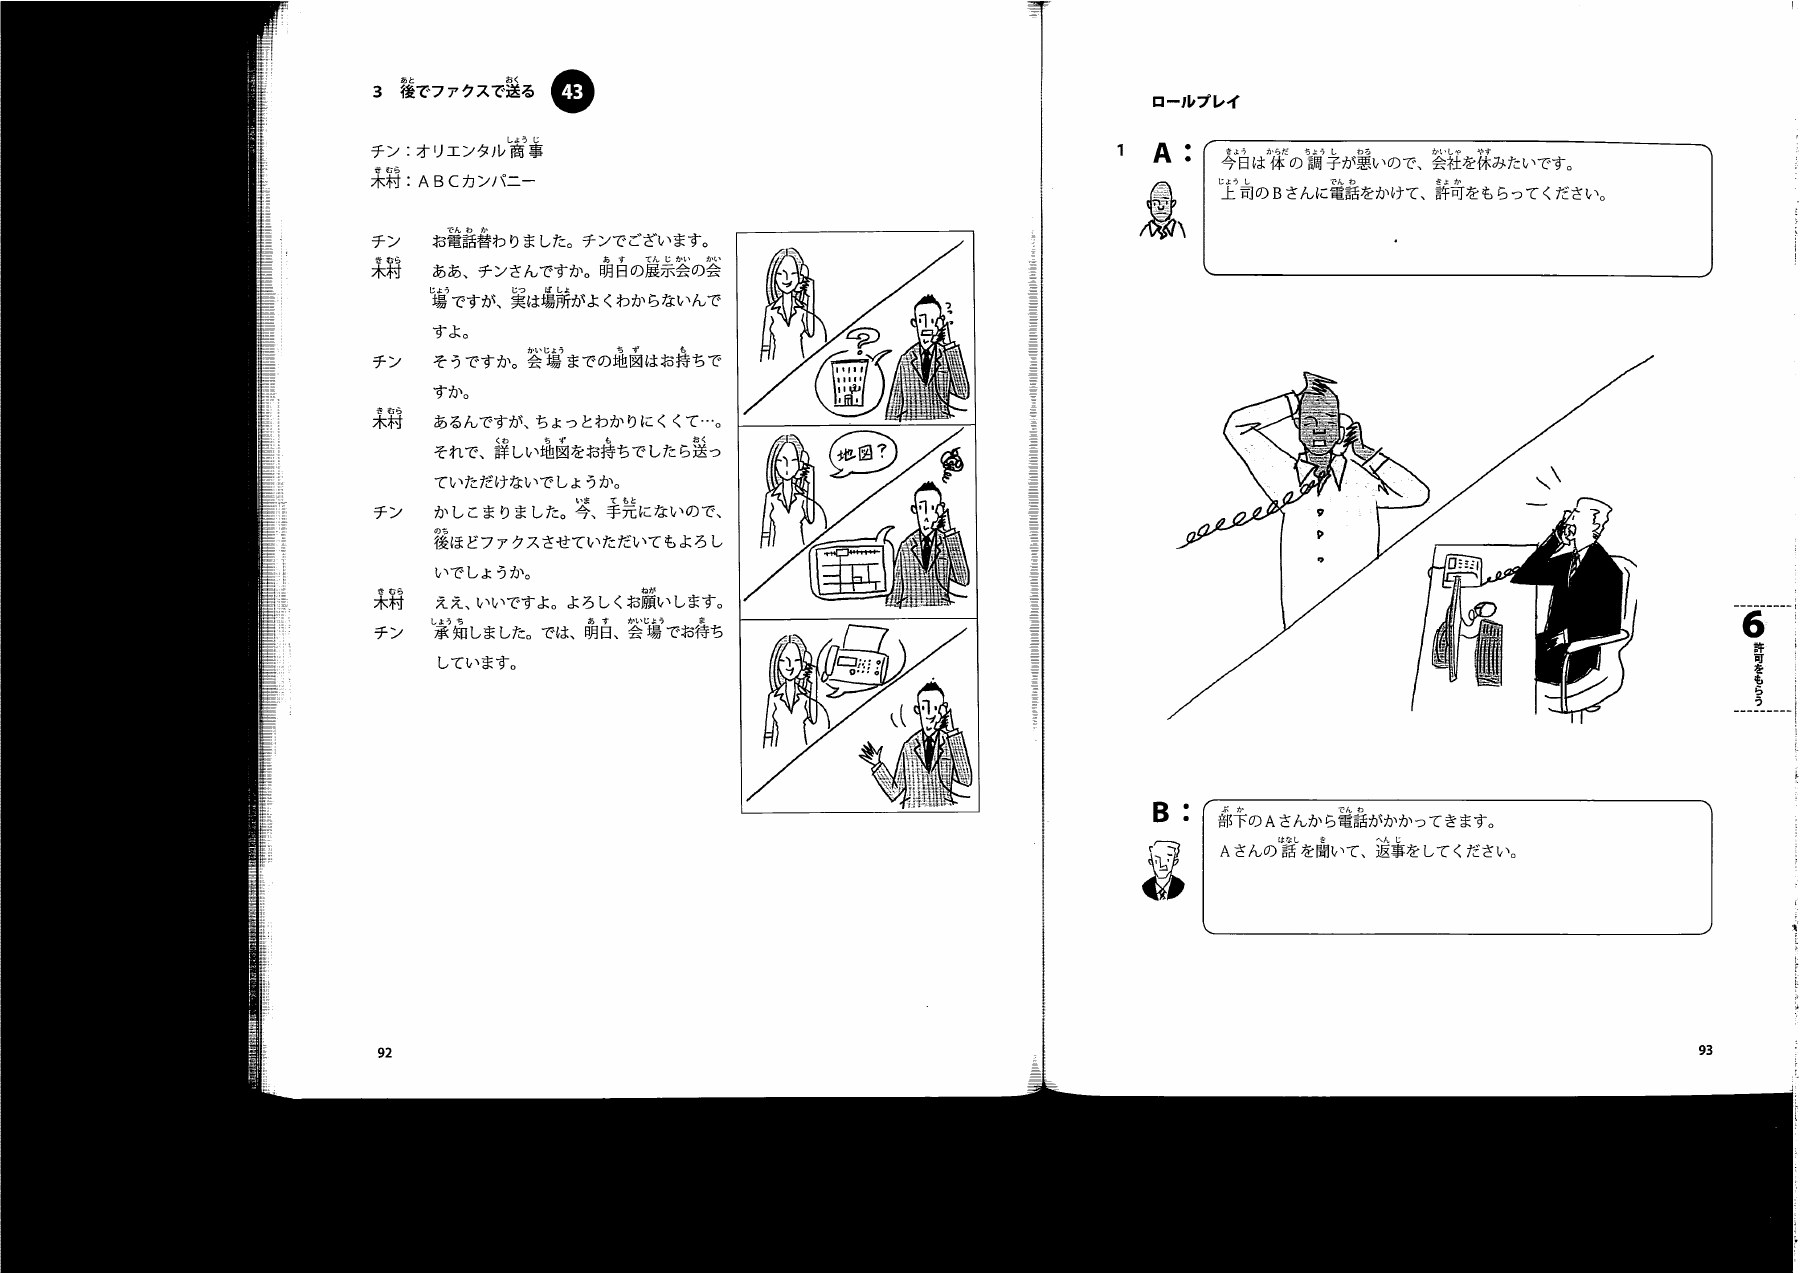 3 後でファクスで送る 43
チン：オリエンタル商事
木村：ＡＢＣカンパニー
チン　お電話替わりました。チンでございます。
木村　ああ、チンさんですか。明日の展示会の会
場ですが、実は場所がよくわからないんで
すよ。
チン　そうですか。会場までの地図はお持ちで
すか。
木村　あるんですが、ちょっとわかりにくくて…。
それで、詳しい地図をお持ちでしたら送っ
ていただけないでしょうか。
チン　かしこまりました。今、手元にないので、
後ほどファクスさせていただいてもよろし
いでしょうか。
木村　ええ、いいですよ。よろしくお願いします。
チン　承知しました。では、明日、会場でお待ち
しています。
?
地図？
92
ロールプレイ
1 A：
今日は体の調子が悪いので、会社を休みたいです。
上司のＢさんに電話をかけて、許可をもらってください。
6 許可をもらう
B：
部下のＡさんから電話がかかってきます。
Ａさんの話を聞いて、返事をしてください。
93